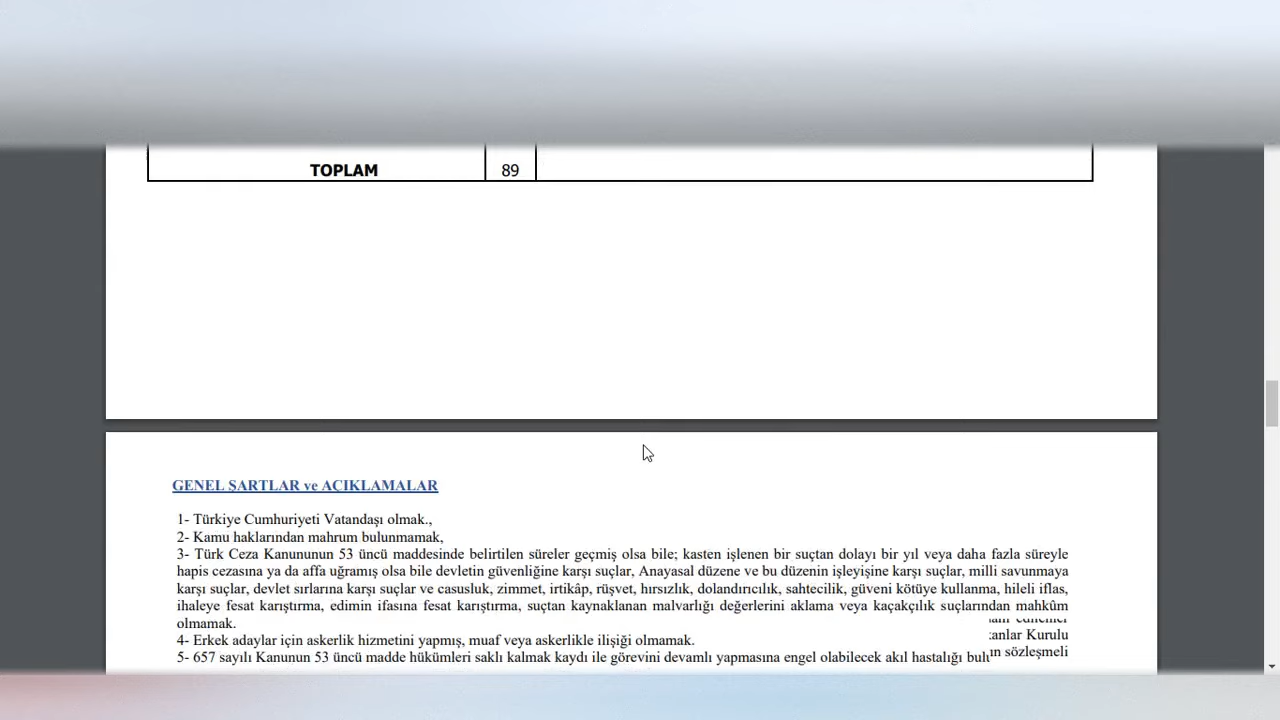 TOPLAM 89
GENEL ŞARTLAR ve AÇIKLAMALAR
1- Türkiye Cumhuriyeti Vatandaşı olmak.,
2- Kamu haklarından mahrum bulunmamak,
3- Türk Ceza Kanununun 53 üncü maddesinde belirtilen süreler geçmiş olsa bile; kasten işlenen bir suçtan dolayı bir yıl veya daha fazla süreyle
hapis cezasına ya da affa uğramış olsa bile devletin güvenliğine karşı suçlar, Anayasal düzene ve bu düzenin işleyişine karşı suçlar, milli savunmaya
karşı suçlar, devlet sırlarına karşı suçlar ve casusluk, zimmet, irtikâp, rüşvet, hırsızlık, dolandırıcılık, sahtecilik, güveni kötüye kullanma, hileli iflas,
ihaleye fesat karıştırma, edimin ifasına fesat karıştırma, suçtan kaynaklanan malvarlığı değerlerini aklama veya kaçakçılık suçlarından mahkûm
olmamak.
anlar Kurulu
4- Erkek adaylar için askerlik hizmetini yapmış, muaf veya askerlikle ilişiği olmamak.
ın sözleşmeli
5- 657 sayılı Kanunun 53 üncü madde hükümleri saklı kalmak kaydı ile görevini devamlı yapmasına engel olabilecek akıl hastalığı bulu